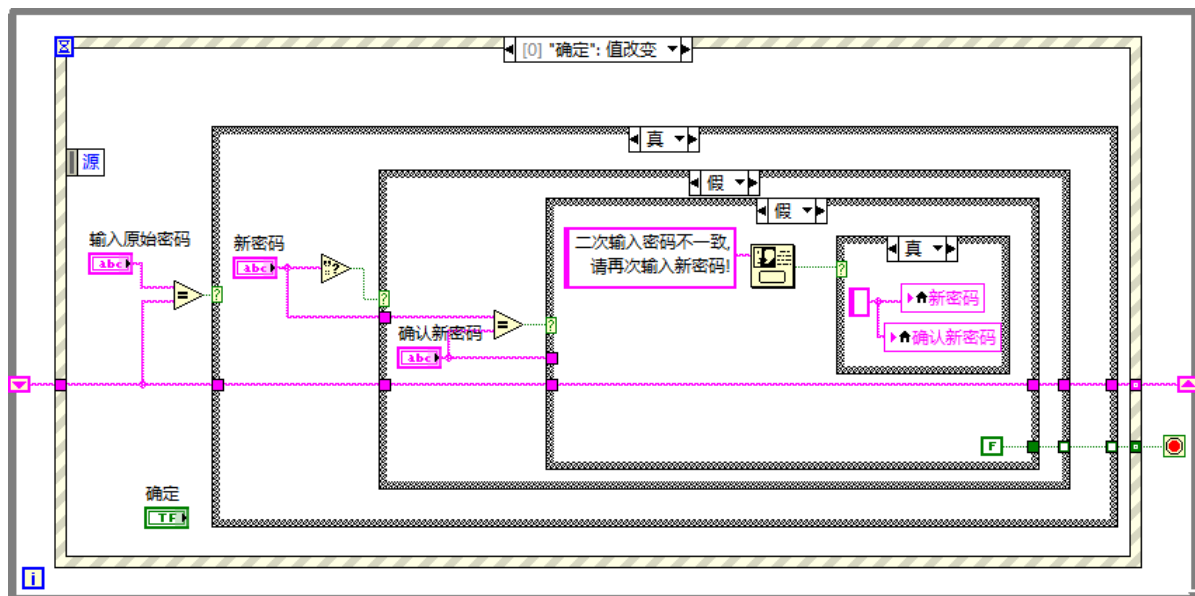 [0] "确定": 值改变
真
源
假
假
输入原始密码
abc
新密码
abc
二次输入密码不一致,
请再次输入新密码!
真
新密码
确认新密码
确认新密码
abc
F
确定
TF
i